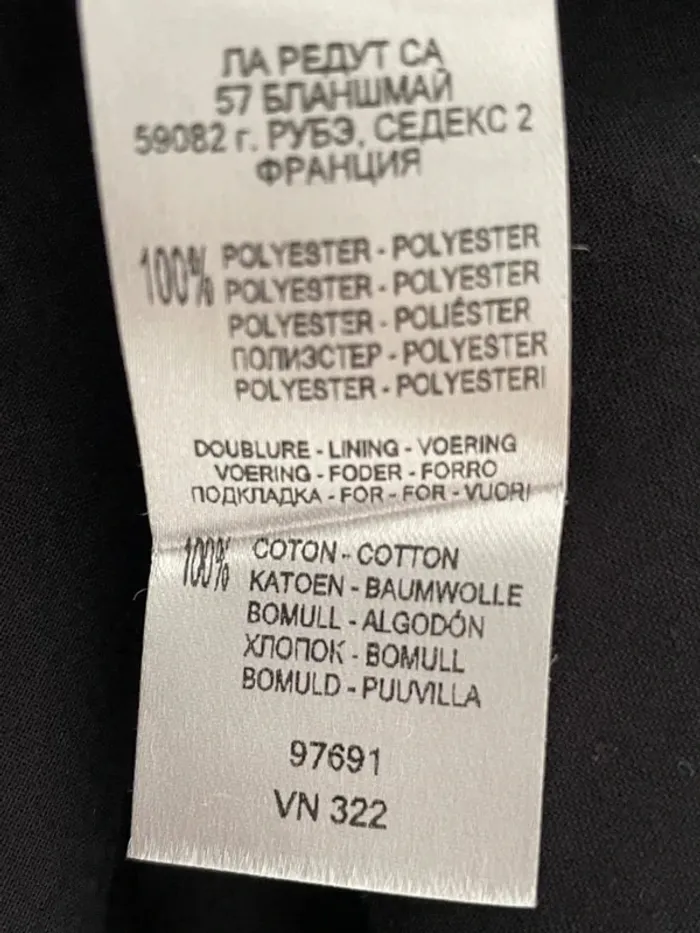 ЛА РЕДУТ СА
57 БЛАНШМАЙ
59082 г. РУБЭ, СЕДЕКС 2
ФРАНЦИЯ
100% POLYESTER - POLYESTER
POLYESTER - POLYESTER
POLYESTER - POLIÉSTER
ПОЛИЭСТЕР - POLYESTER
POLYESTER - POLYESTERI
DOUBLURE - LINING - VOERING
VOERING - FODER - FORRO
ПОДКЛАДКА - FOR - FOR - VUORI
100% COTON - COTTON
KATOEN - BAUMWOLLE
BOMULL - ALGODÓN
ХЛОПОК - BOMULL
BOMULD - PUUVILLA
97691
VN 322